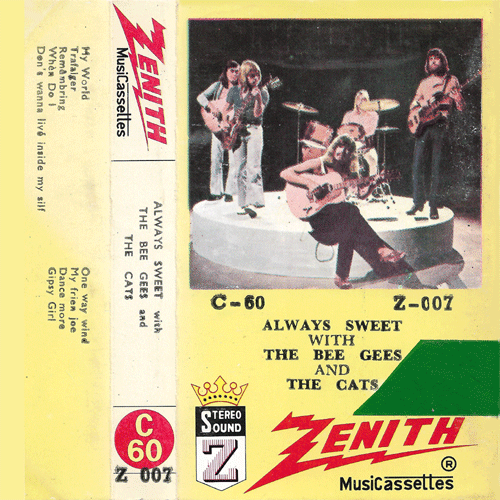 My World
Trafalger
Remembring
When Do I
Don's wanna live inside my silf
One way wind
My frien joe
Dance more
Gipsy Girl
ZENITH
MusiCassettes
ALWAYS SWEET with
THE BEE GEES and
THE CATS
C
60
Z 007
C-60
Z-007
ALWAYS SWEET
WITH
THE BEE GEES
AND
THE CATS
STEREO
SOUND
Z
ZENITH
®
MusiCassettes